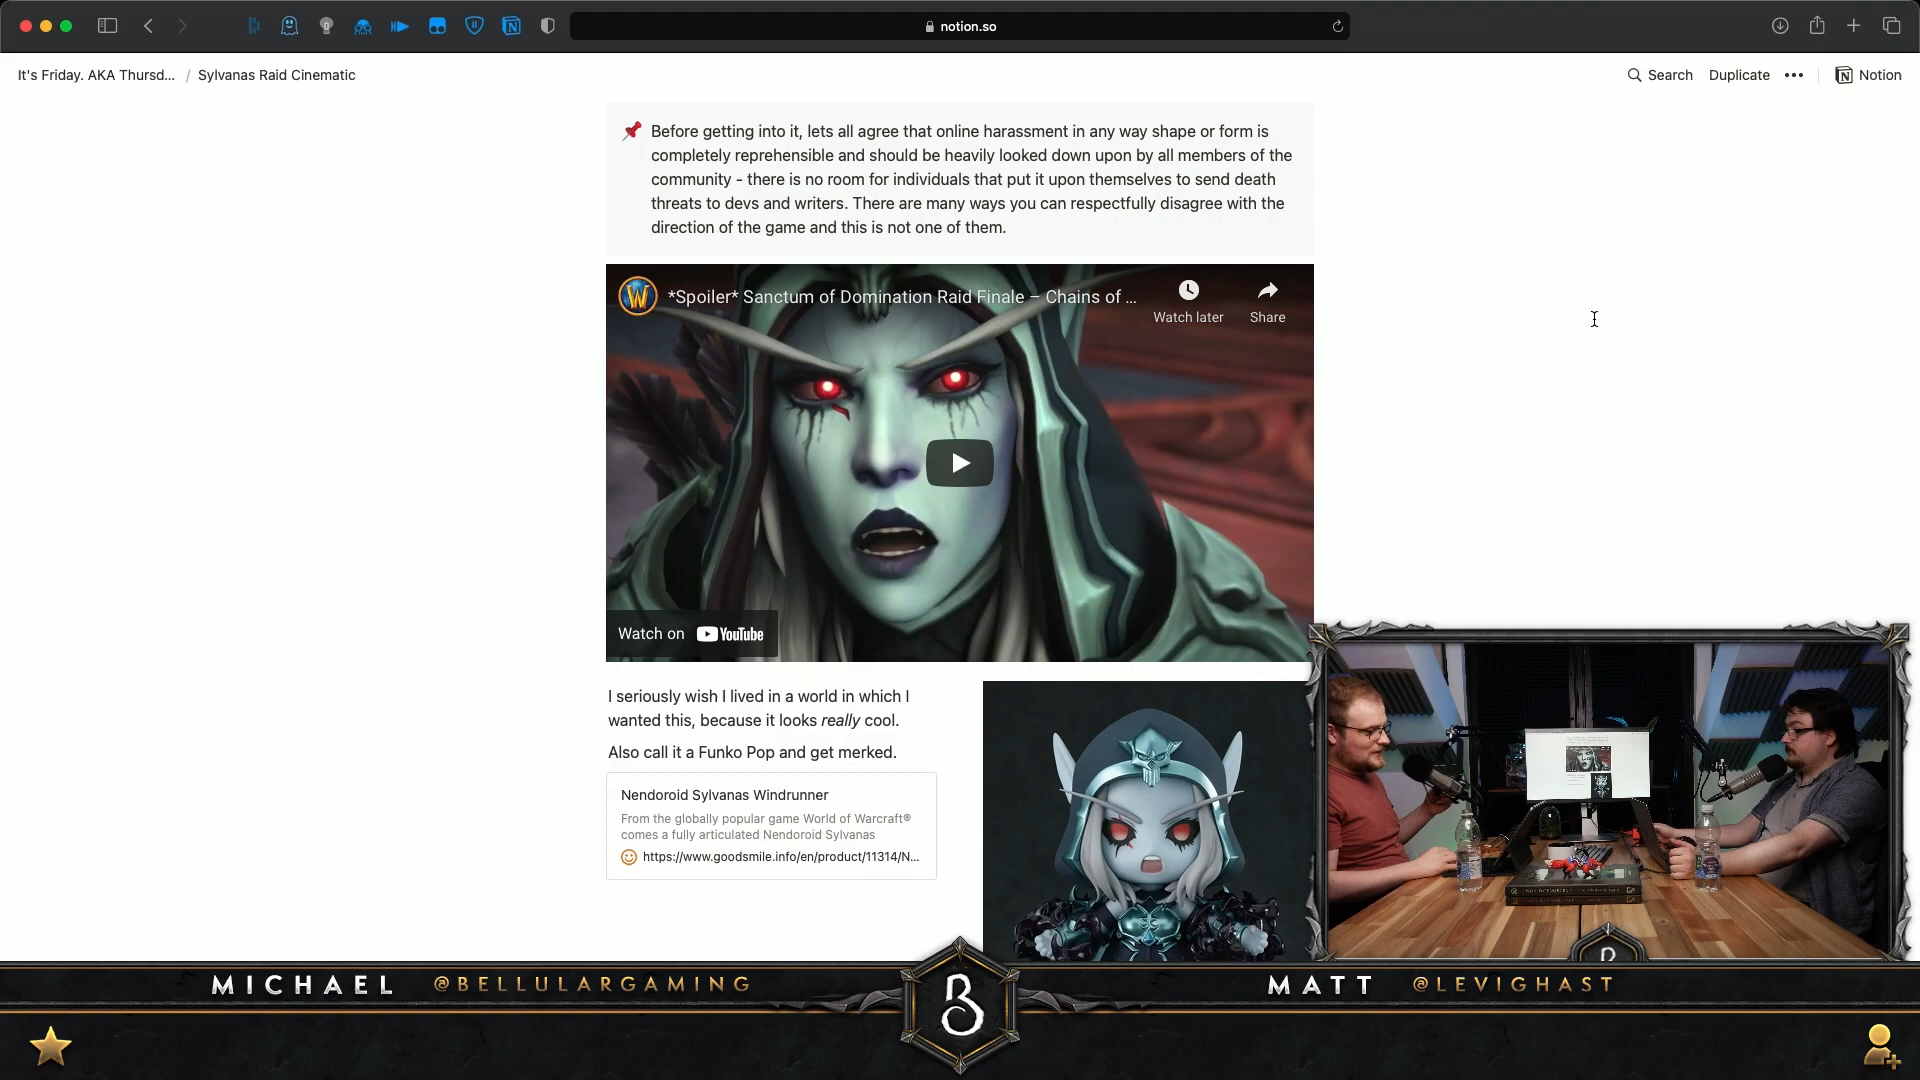 notion.so
It's Friday. AKA Thursd... / Sylvanas Raid Cinematic
Search Duplicate ••• Notion
Before getting into it, lets all agree that online harassment in any way shape or form is
completely reprehensible and should be heavily looked down upon by all members of the
community - there is no room for individuals that put it upon themselves to send death
threats to devs and writers. There are many ways you can respectfully disagree with the
direction of the game and this is not one of them.
*Spoiler* Sanctum of Domination Raid Finale – Chains of ...
Watch later
Share
Watch on YouTube
I seriously wish I lived in a world in which I
wanted this, because it looks really cool.
Also call it a Funko Pop and get merked.
Nendoroid Sylvanas Windrunner
From the globally popular game World of Warcraft®
comes a fully articulated Nendoroid Sylvanas
https://www.goodsmile.info/en/product/11314/N...
MICHAEL @BELLULARGAMING
B
MATT @LEVIGHAST